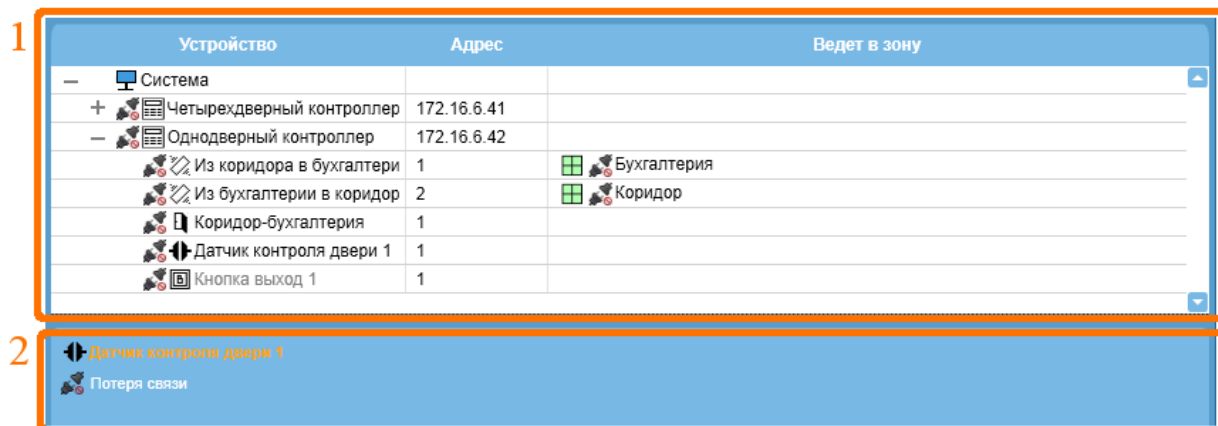 1
Устройство Адрес Ведет в зону
Система
Четырехдверный контроллер 172.16.6.41
Однодверный контроллер 172.16.6.42
Из коридора в бухгалтери 1 Бухгалтерия
Из бухгалтерии в коридор 2 Коридор
Коридор-бухгалтерия 1
Датчик контроля двери 1 1
Кнопка выход 1 1
2
Датчик контроля двери 1
Потеря связи